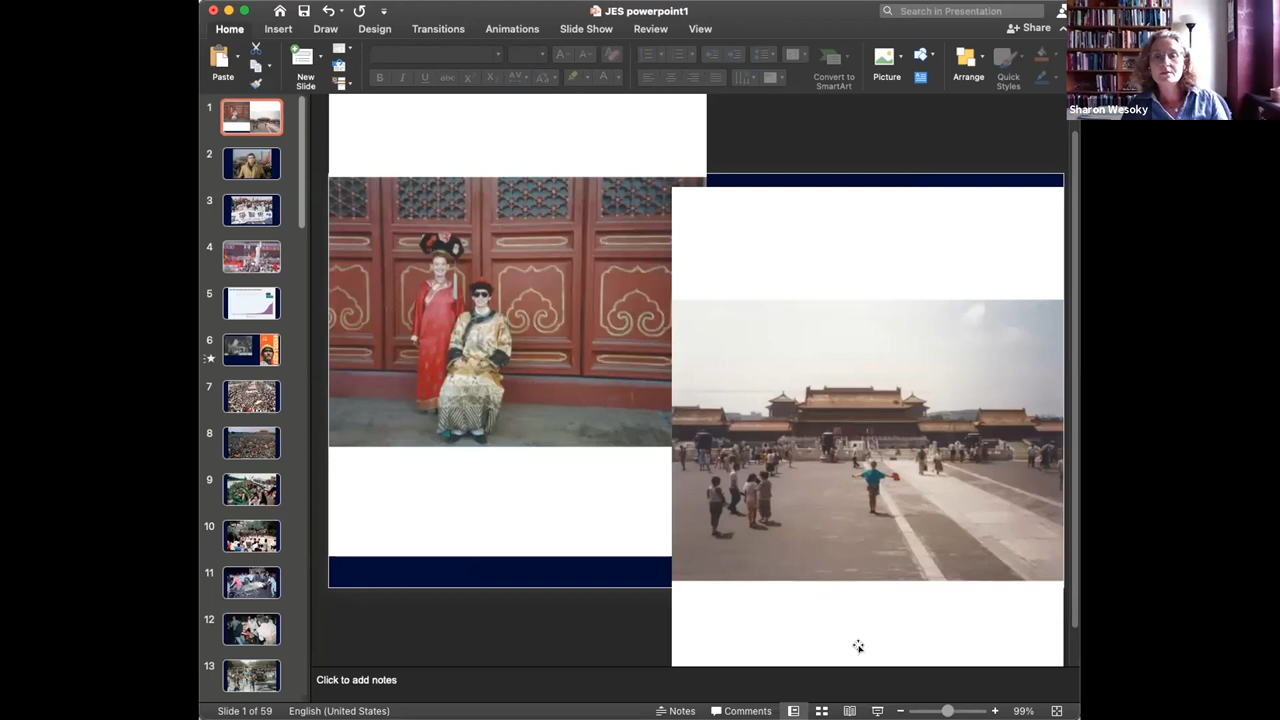 JES powerpoint1
Search in Presentation
Home Insert Draw Design Transitions Animations Slide Show Review View
Share
Paste
New Slide
Convert to SmartArt
Picture
Arrange
Quick Styles
Sharon Wesoky
1
2
3
4
5
6
7
8
9
10
11
12
13
Click to add notes
Slide 1 of 59 English (United States) Notes Comments 99%